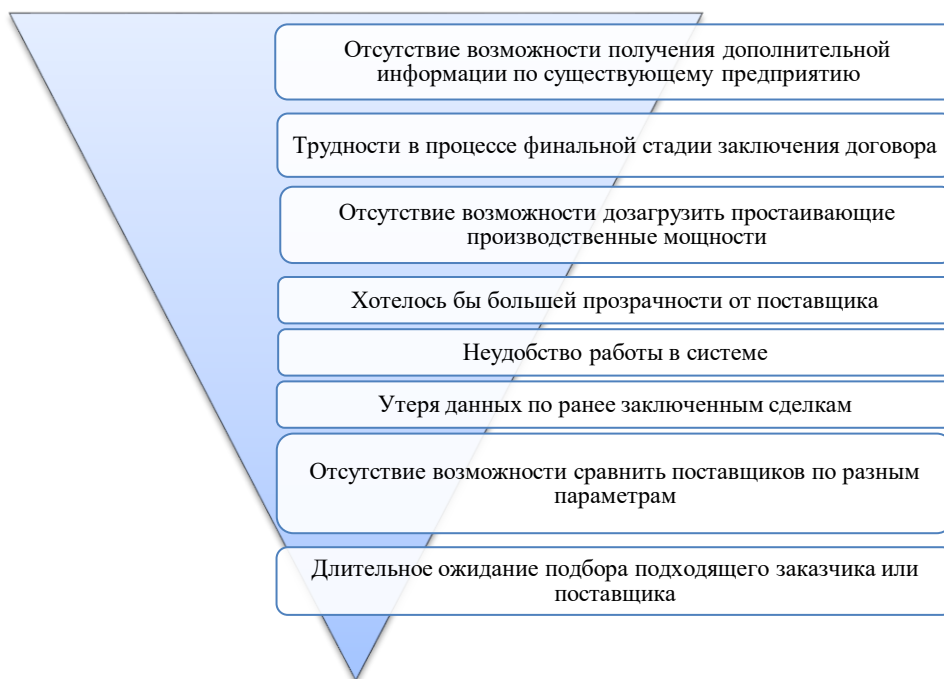 Отсутствие возможности получения дополнительной
информации по существующему предприятию
Трудности в процессе финальной стадии заключения договора
Отсутствие возможности дозагрузить простаивающие
производственные мощности
Хотелось бы большей прозрачности от поставщика
Неудобство работы в системе
Утеря данных по ранее заключенным сделкам
Отсутствие возможности сравнить поставщиков по разным
параметрам
Длительное ожидание подбора подходящего заказчика или
поставщика